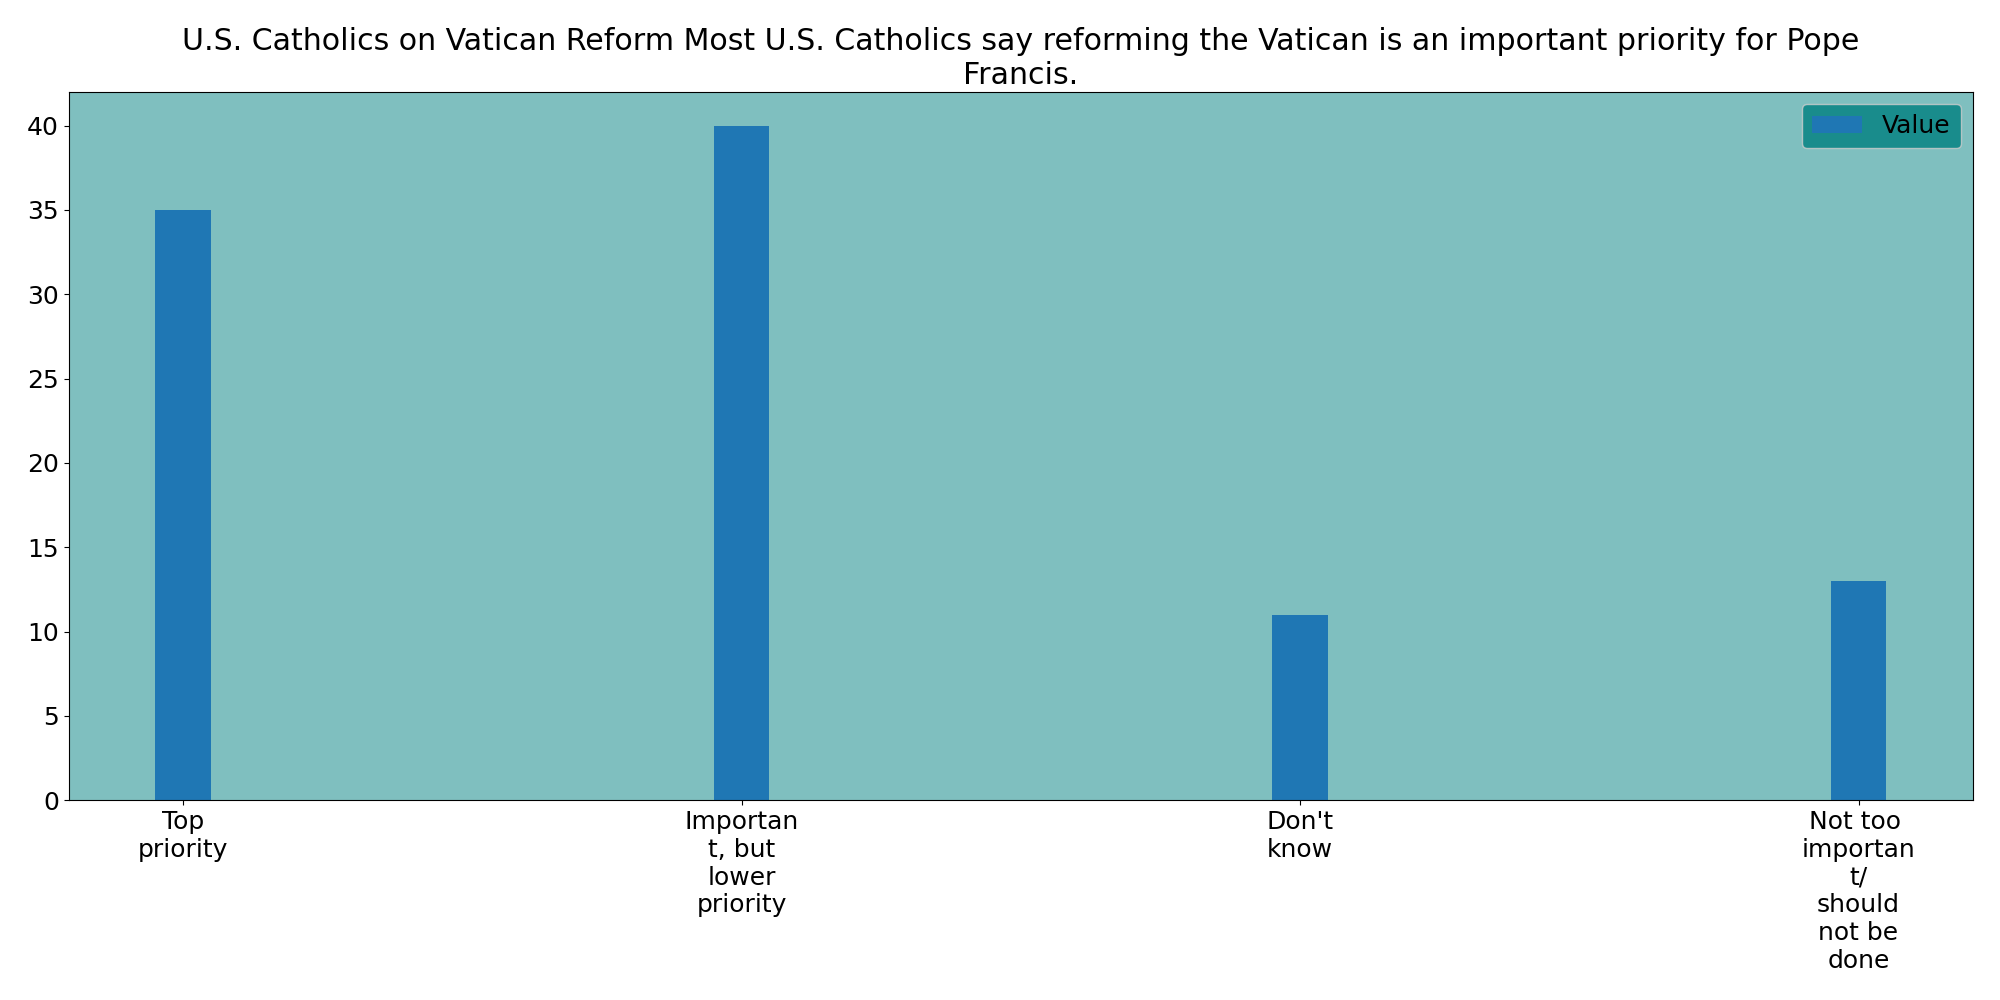 U.S. Catholics on Vatican Reform Most U.S. Catholics say reforming the Vatican is an important priority for Pope
Francis.
Value
40
35
30
25
20
15
10
5
0
Top
priority
Importan
t, but
lower
priority
Don't
know
Not too
importan
t/
should
not be
done